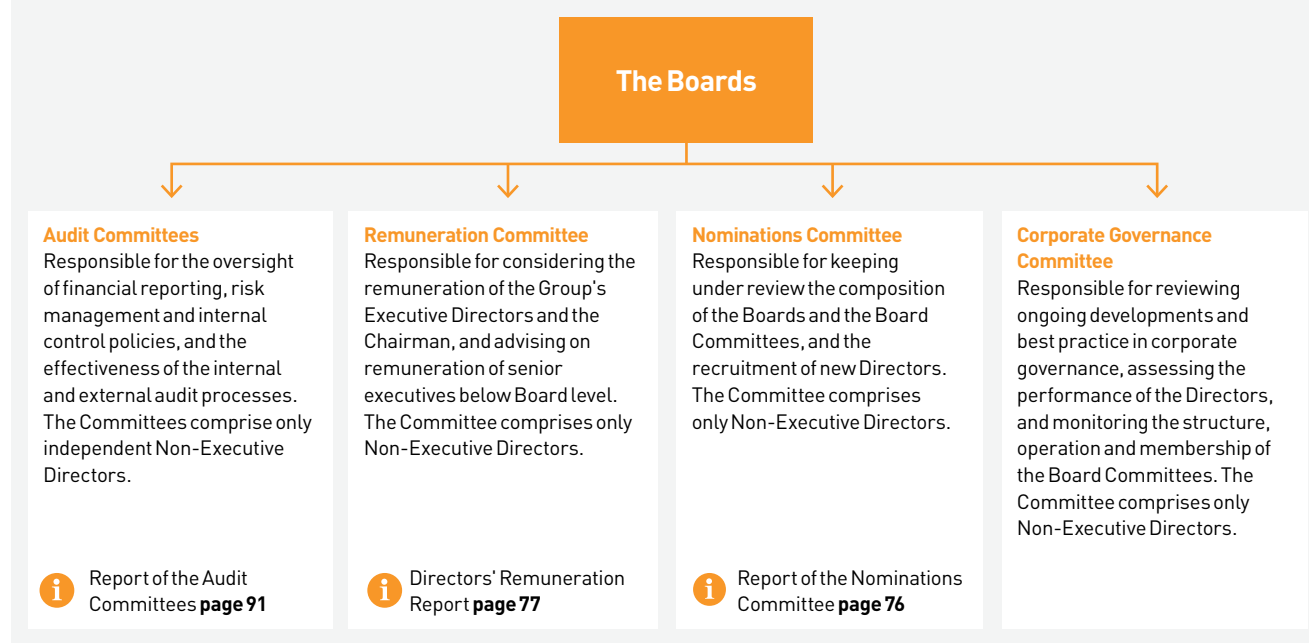 The Boards
Audit Committees
Responsible for the oversight
of financial reporting, risk
management and internal
control policies, and the
effectiveness of the internal
and external audit processes.
The Committees comprise only
independent Non-Executive
Directors.
i
Report of the Audit
Committees page 91
Remuneration Committee
Responsible for considering the
remuneration of the Group's
Executive Directors and the
Chairman, and advising on
remuneration of senior
executives below Board level.
The Committee comprises only
Non-Executive Directors.
i
Directors' Remuneration
Report page 77
Nominations Committee
Responsible for keeping
under review the composition
of the Boards and the Board
Committees, and the
recruitment of new Directors.
The Committee comprises
only Non-Executive Directors.
i
Report of the Nominations
Committee page 76
Corporate Governance
Committee
Responsible for reviewing
ongoing developments and
best practice in corporate
governance, assessing the
performance of the Directors,
and monitoring the structure,
operation and membership of
the Board Committees. The
Committee comprises only
Non-Executive Directors.